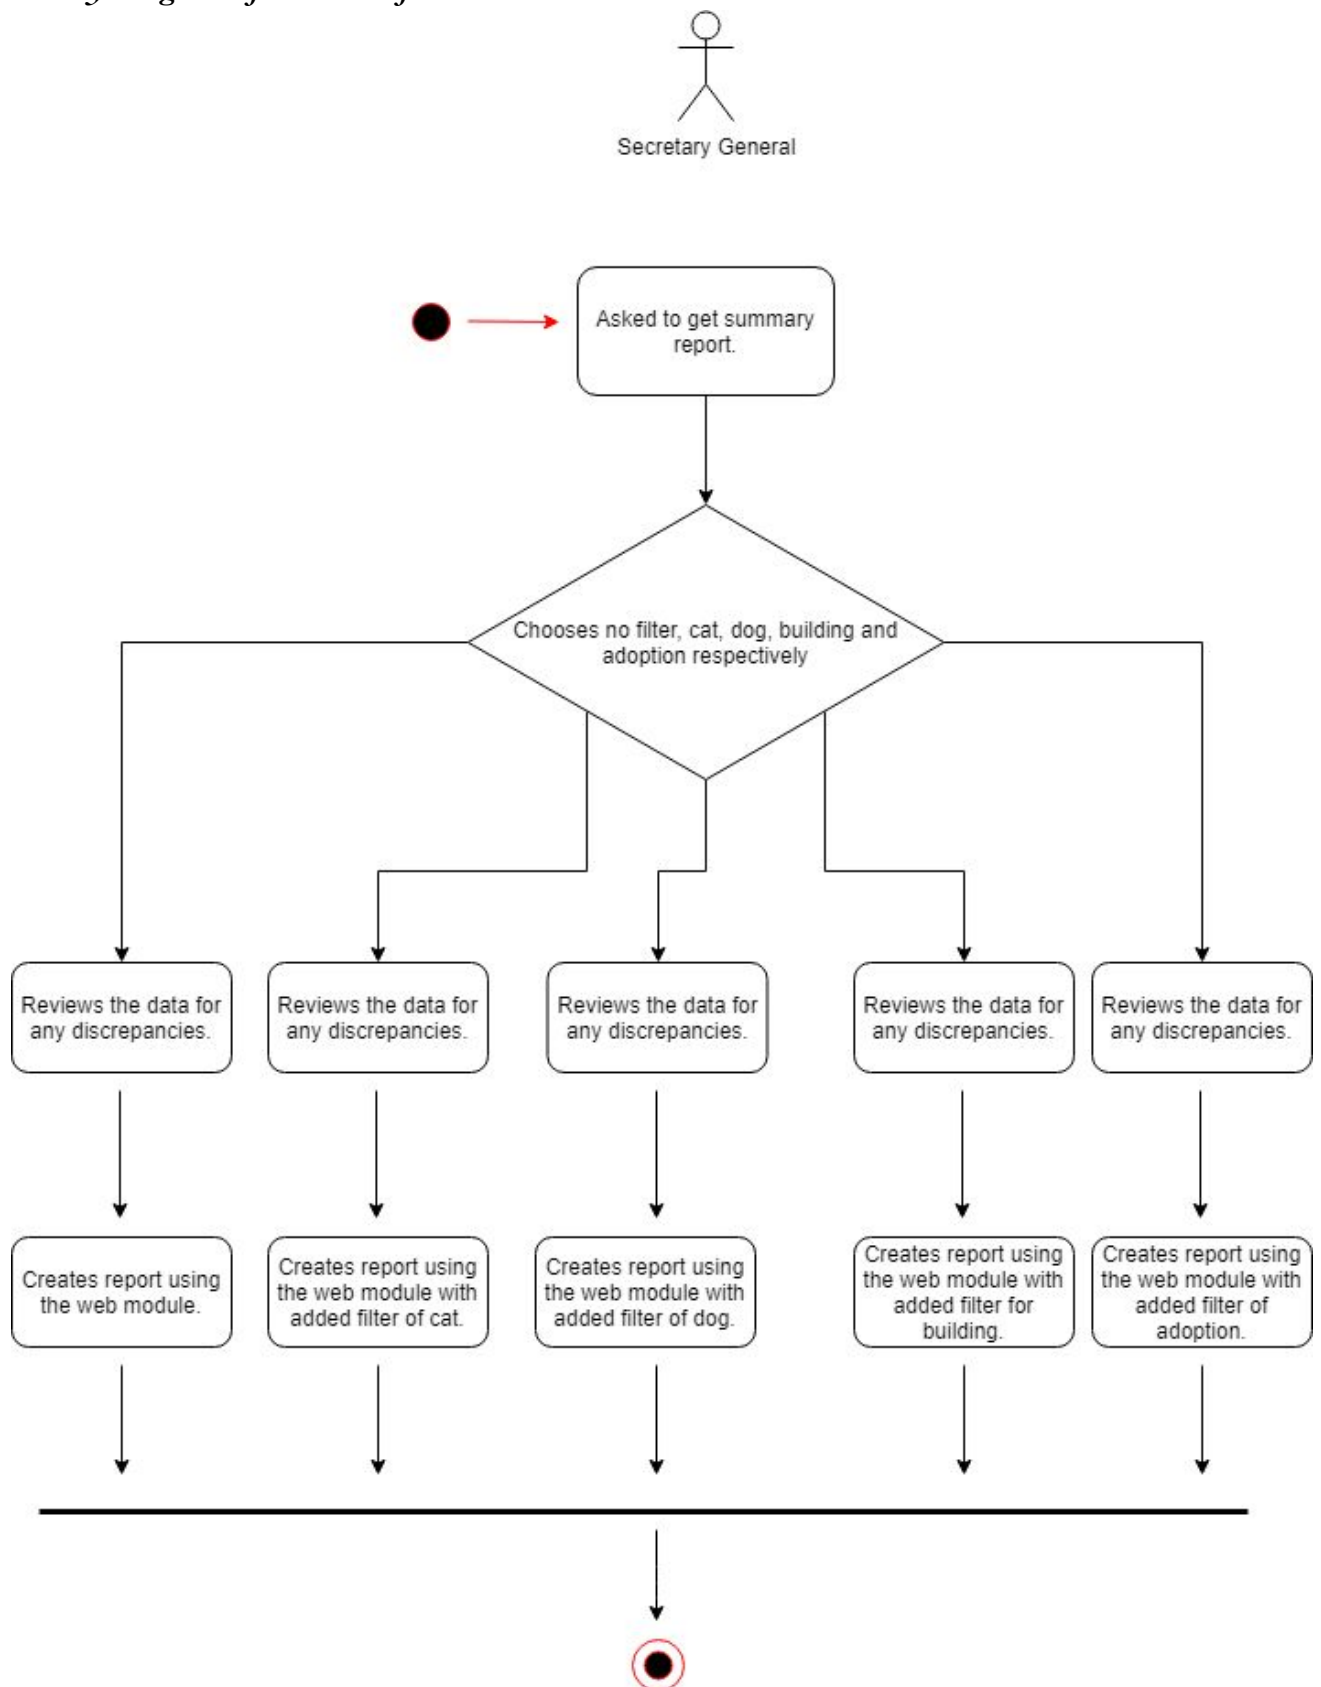 Secretary General
Asked to get summary
report.
Chooses no filter, cat, dog, building and
adoption respectively
Reviews the data for
any discrepancies.
Reviews the data for
any discrepancies.
Reviews the data for
any discrepancies.
Reviews the data for
any discrepancies.
Reviews the data for
any discrepancies.
Creates report using
the web module.
Creates report using
the web module with
added filter of cat.
Creates report using
the web module with
added filter of dog.
Creates report using
the web module with
added filter for
building.
Creates report using
the web module with
added filter of
adoption.